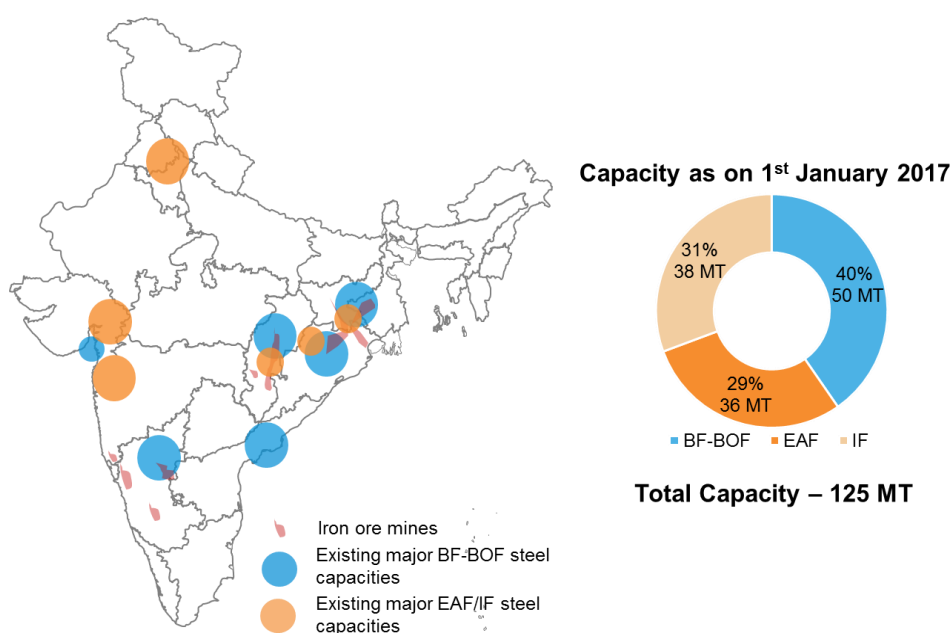 Capacity as on 1st January 2017
31%
38 MT
40%
50 MT
29%
36 MT
BF-BOF EAF IF
Total Capacity – 125 MT
Iron ore mines
Existing major BF-BOF steel
capacities
Existing major EAF/IF steel
capacities